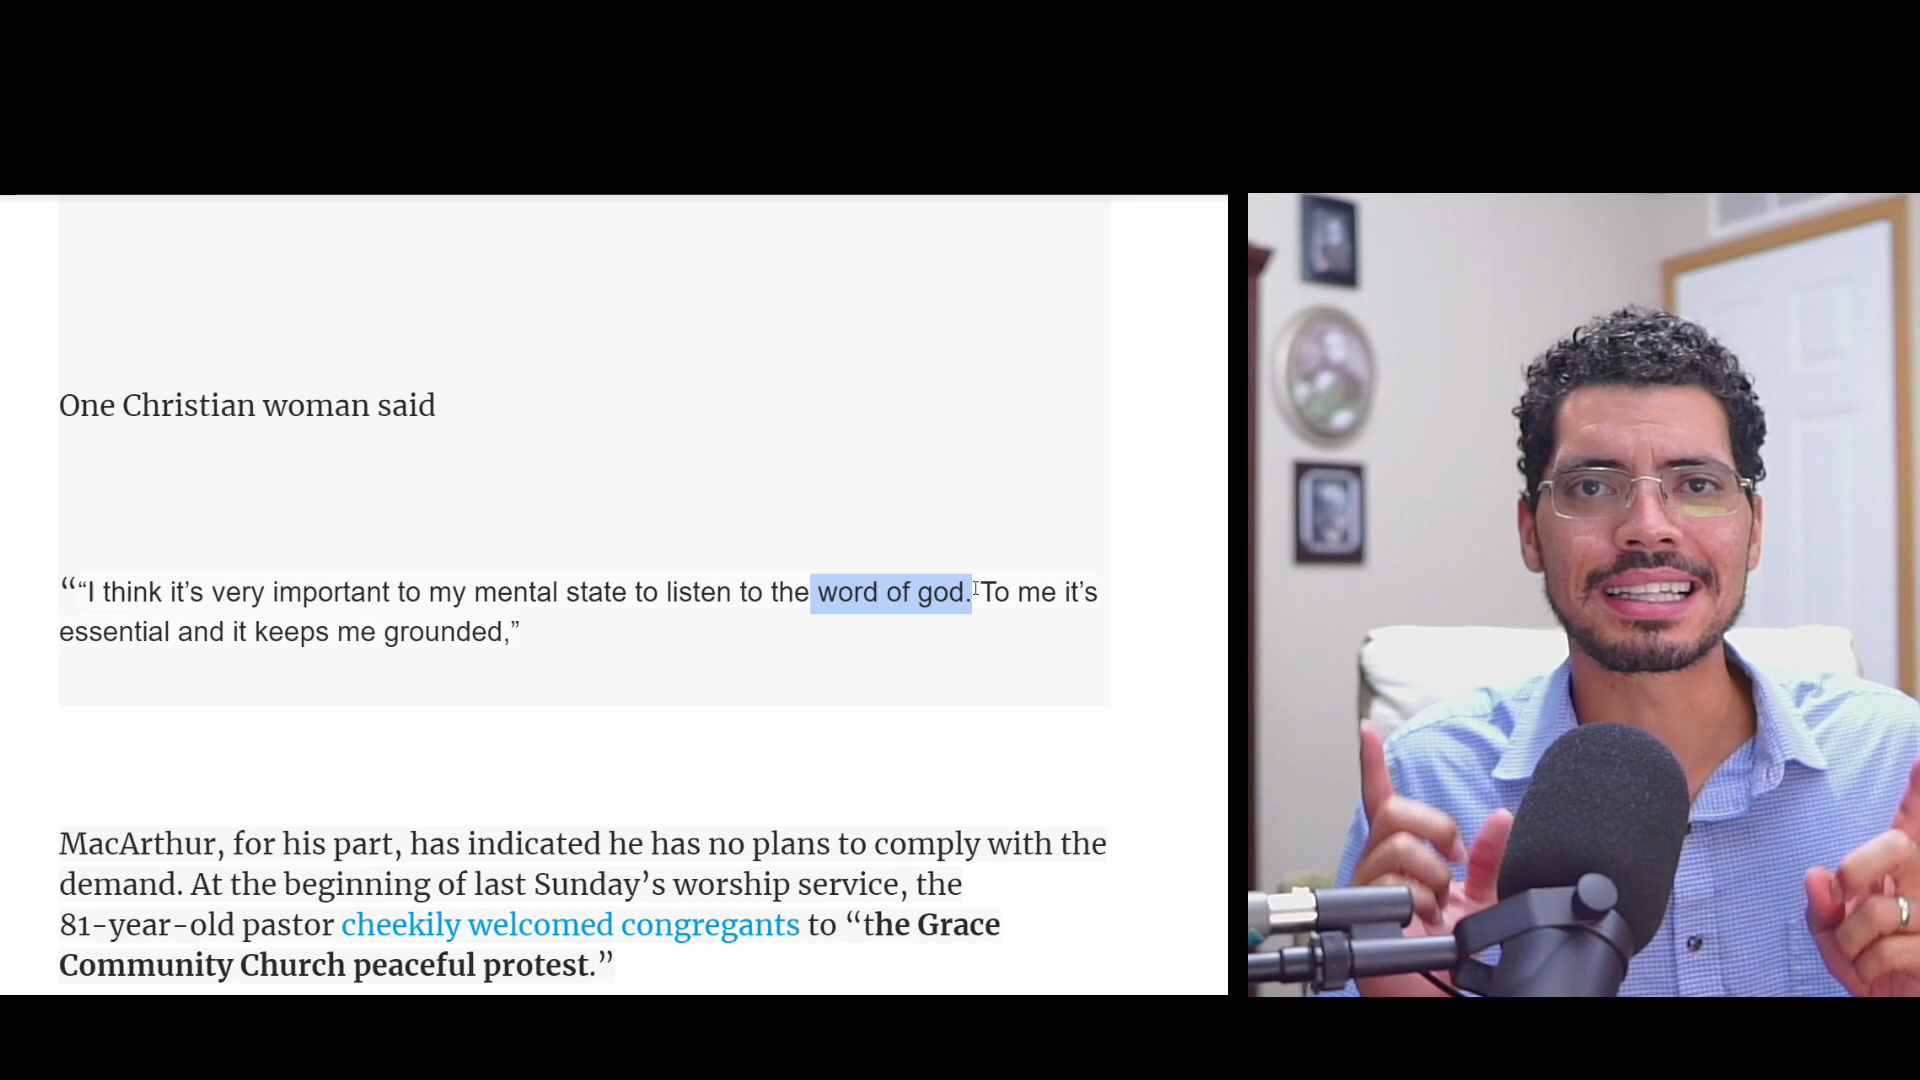 One Christian woman said
““I think it’s very important to my mental state to listen to the word of god. To me it’s
essential and it keeps me grounded,”
MacArthur, for his part, has indicated he has no plans to comply with the
demand. At the beginning of last Sunday’s worship service, the
81-year-old pastor cheekily welcomed congregants to “the Grace
Community Church peaceful protest.”